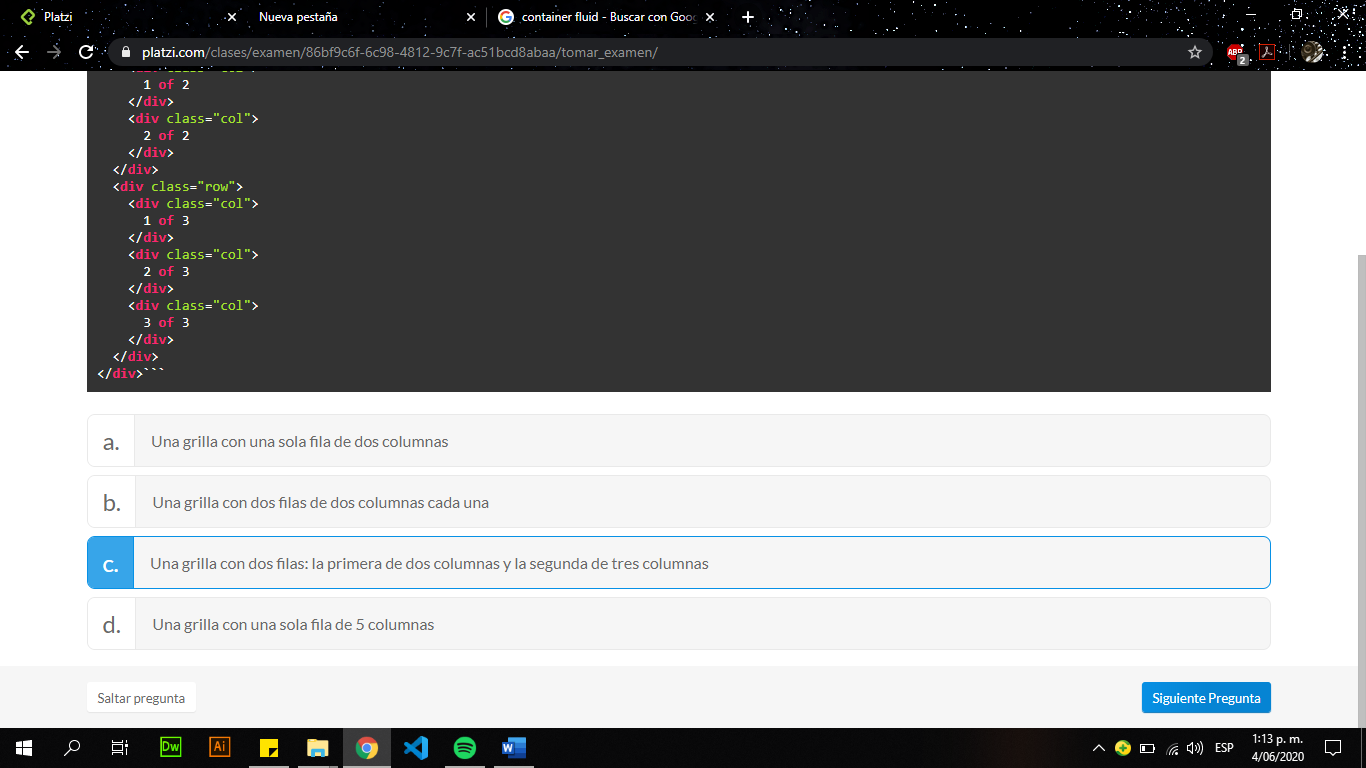 Platzi
Nueva pestaña
container fluid - Buscar con Goo
platzi.com/clases/examen/86bf9c6f-6c98-4812-9c7f-ac51bcd8abaa/tomar_examen/
ABP
2
1 of 2
</div>
<div class="col">
2 of 2
</div>
</div>
<div class="row">
<div class="col">
1 of 3
</div>
<div class="col">
2 of 3
</div>
<div class="col">
3 of 3
</div>
</div>
</div>```
a. Una grilla con una sola fila de dos columnas
b. Una grilla con dos filas de dos columnas cada una
c. Una grilla con dos filas: la primera de dos columnas y la segunda de tres columnas
d. Una grilla con una sola fila de 5 columnas
Saltar pregunta
Siguiente Pregunta
Dw
Ai
W
ESP
1:13 p. m.
4/06/2020